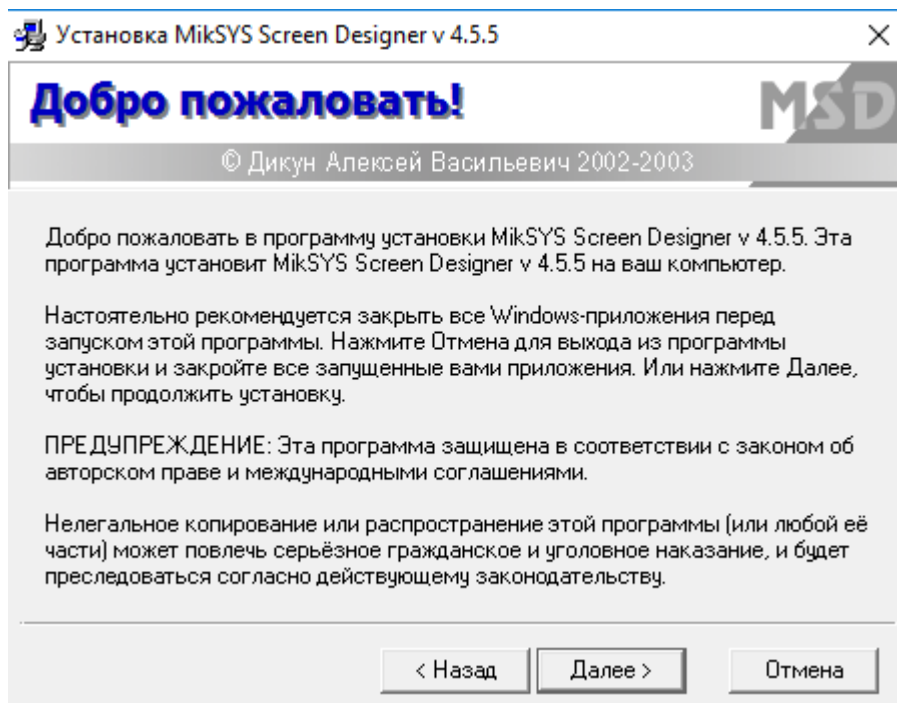 Установка MikSYS Screen Designer v 4.5.5
Добро пожаловать!
MSD
© Дикун Алексей Васильевич 2002-2003
Добро пожаловать в программу установки MikSYS Screen Designer v 4.5.5. Эта
программа установит MikSYS Screen Designer v 4.5.5 на ваш компьютер.
Настоятельно рекомендуется закрыть все Windows-приложения перед
запуском этой программы. Нажмите Отмена для выхода из программы
установки и закройте все запущенные вами приложения. Или нажмите Далее,
чтобы продолжить установку.
ПРЕДУПРЕЖДЕНИЕ: Эта программа защищена в соответствии с законом об
авторском праве и международными соглашениями.
Нелегальное копирование или распространение этой программы (или любой её
части) может повлечь серьёзное гражданское и уголовное наказание, и будет
преследоваться согласно действующему законодательству.
< Назад
Далее >
Отмена